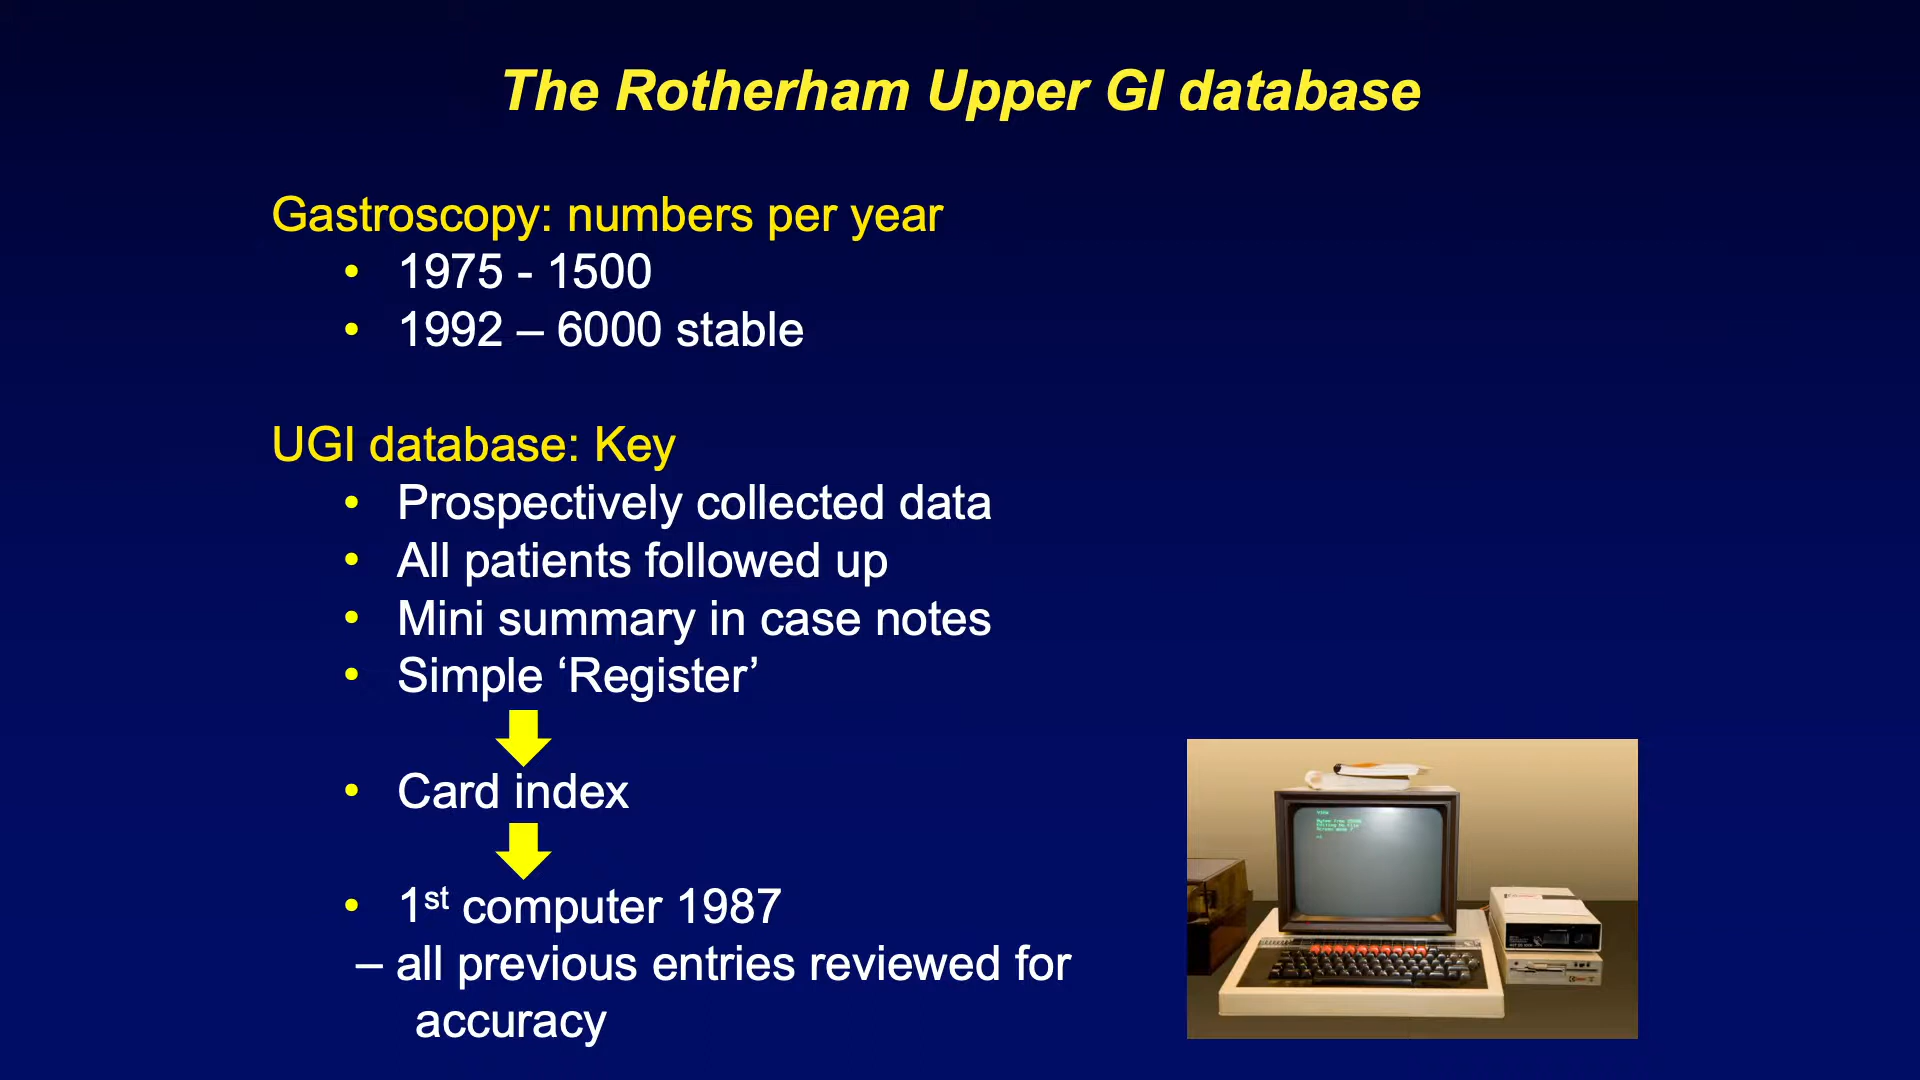 The Rotherham Upper GI database
Gastroscopy: numbers per year
• 1975 - 1500
• 1992 – 6000 stable
UGI database: Key
• Prospectively collected data
• All patients followed up
• Mini summary in case notes
• Simple ‘Register’
• Card index
• 1st computer 1987
– all previous entries reviewed for
accuracy